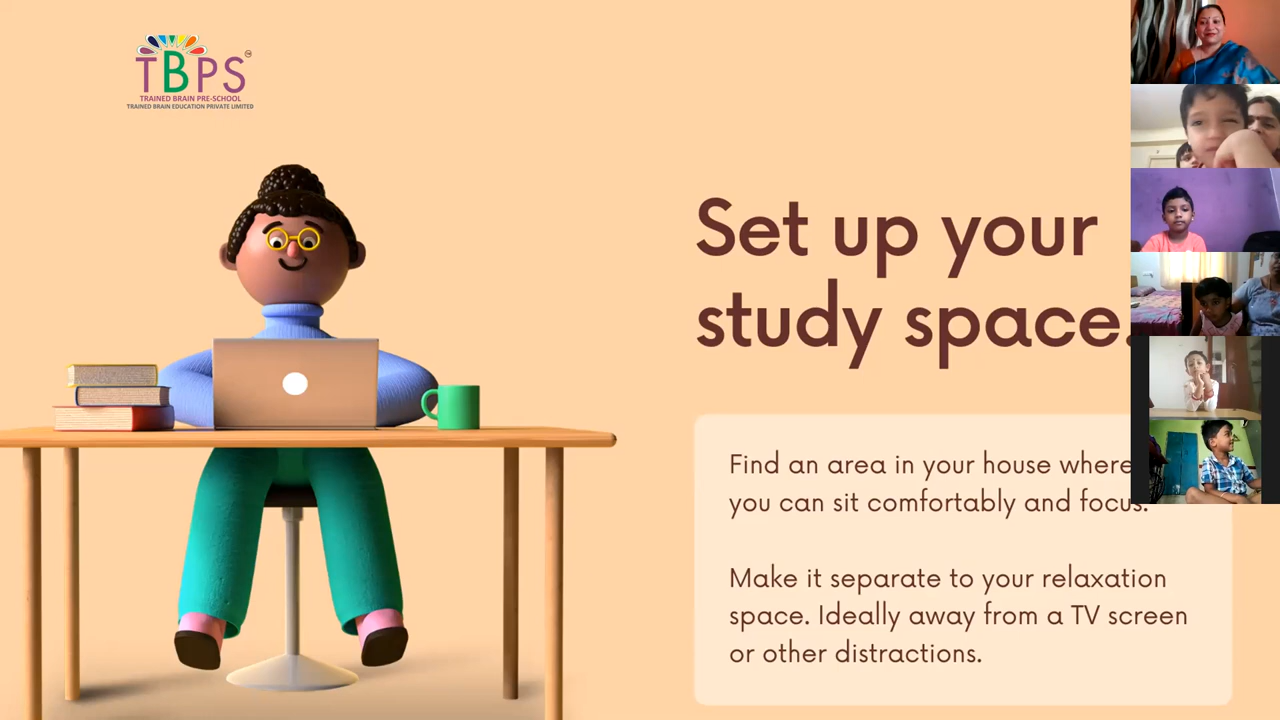 TBPS
TRAINED BRAIN PRE-SCHOOL
TRAINED BRAIN EDUCATION PRIVATE LIMITED
Set up your
study space.
Find an area in your house where
you can sit comfortably and focus.
Make it separate to your relaxation
space. Ideally away from a TV screen
or other distractions.